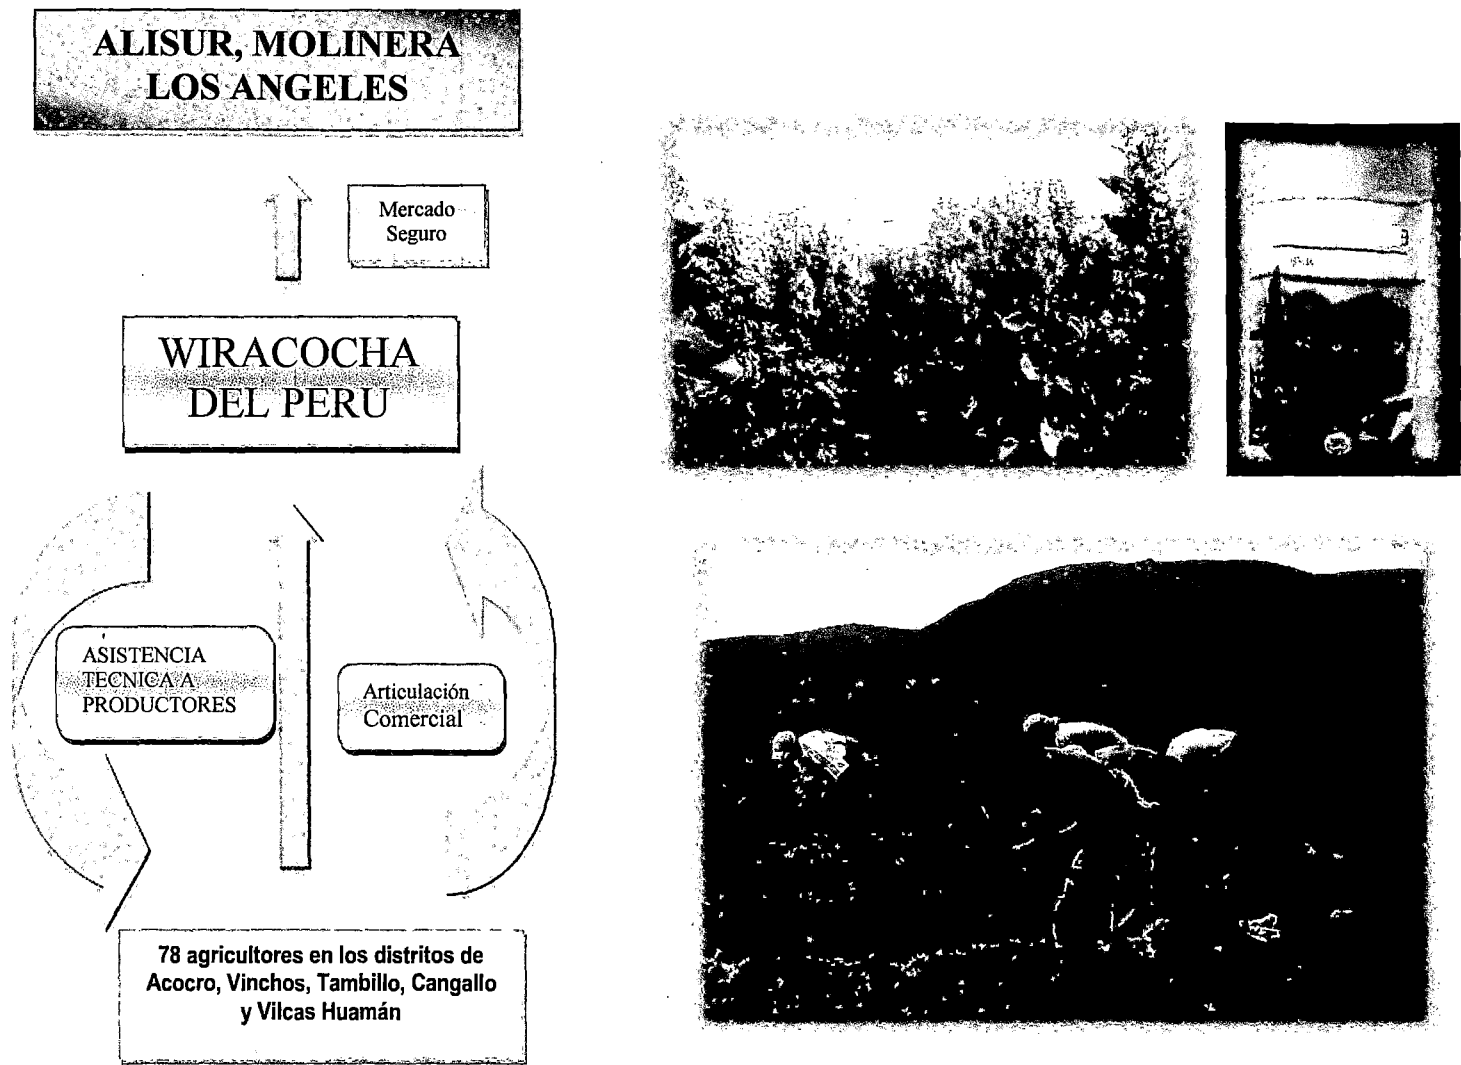 ALISUR, MOLINERA
LOS ANGELES
Mercado
Seguro
WIRACOCHA
DEL PERU
ASISTENCIA
TECNICA A
PRODUCTORES
Articulación
Comercial
78 agricultores en los distritos de
Acocro, Vinchos, Tambillo, Cangallo
y Vilcas Huamán